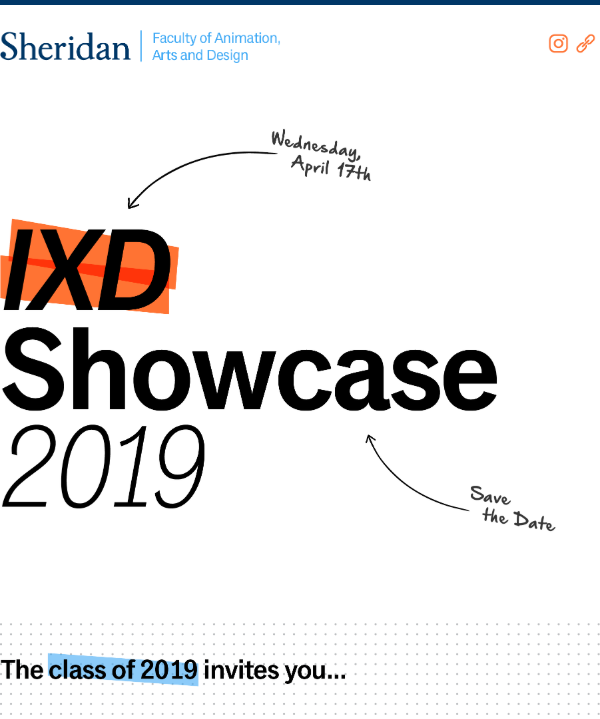 Sheridan
Faculty of Animation,
Arts and Design
Wednesday,
April 17th
IXD
Showcase
2019
Save
the Date
The class of 2019 invites you...